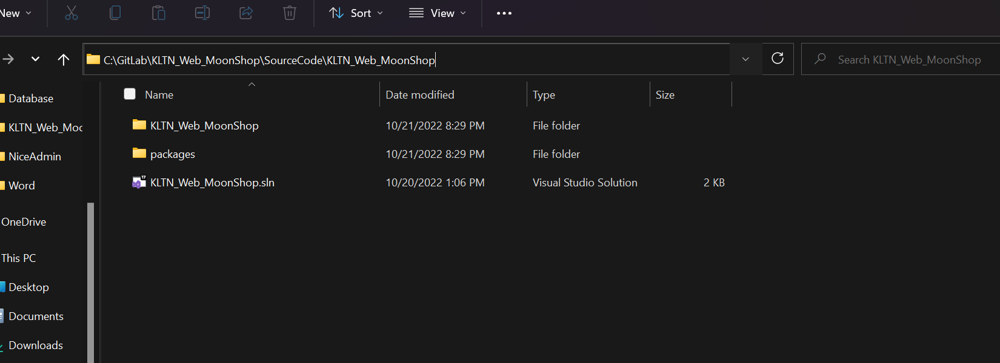 New Sort View
C:\GitLab\KLTN_Web_MoonShop\SourceCode\KLTN_Web_MoonShop Search KLTN_Web_MoonShop
Name Date modified Type Size
Database
KLTN_Web_MoonShop 10/21/2022 8:29 PM File folder
KLTN_Web_Moo
packages 10/21/2022 8:29 PM File folder
NiceAdmin
KLTN_Web_MoonShop.sln 10/20/2022 1:06 PM Visual Studio Solution 2 KB
Word
OneDrive
This PC
Desktop
Documents
Downloads